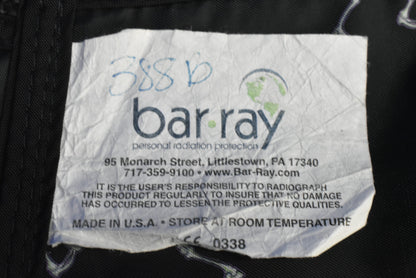 388 b
bar·ray
personal radiation protection
95 Monarch Street, Littlestown, PA 17340
717-359-9100 • www.Bar-Ray.com
IT IS THE USER'S RESPONSIBILITY TO RADIOGRAPH
THIS PRODUCT REGULARLY TO INSURE THAT NO DAMAGE
HAS OCCURRED TO LESSEN THE PROTECTIVE QUALITIES.
MADE IN U.S.A. • STORE AT ROOM TEMPERATURE
0338